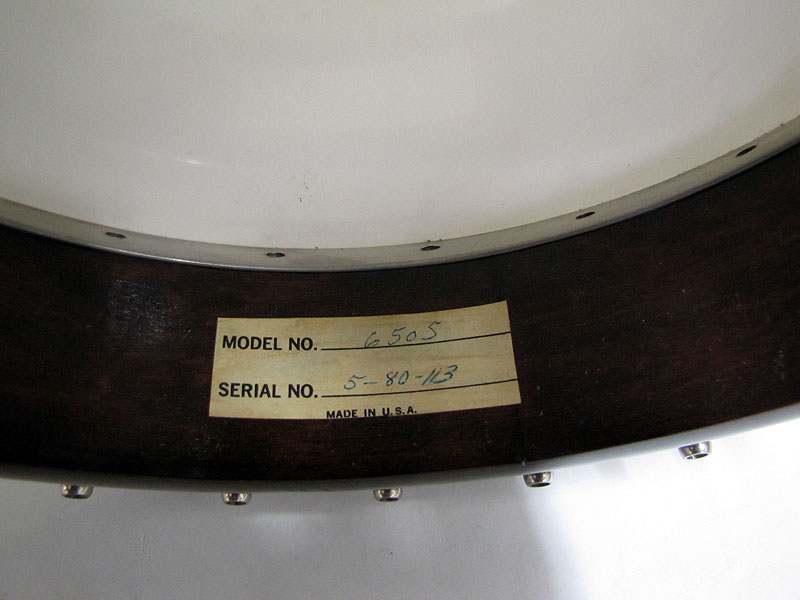 MODEL NO. 6505
SERIAL NO. 5-80-113
MADE IN U.S.A.